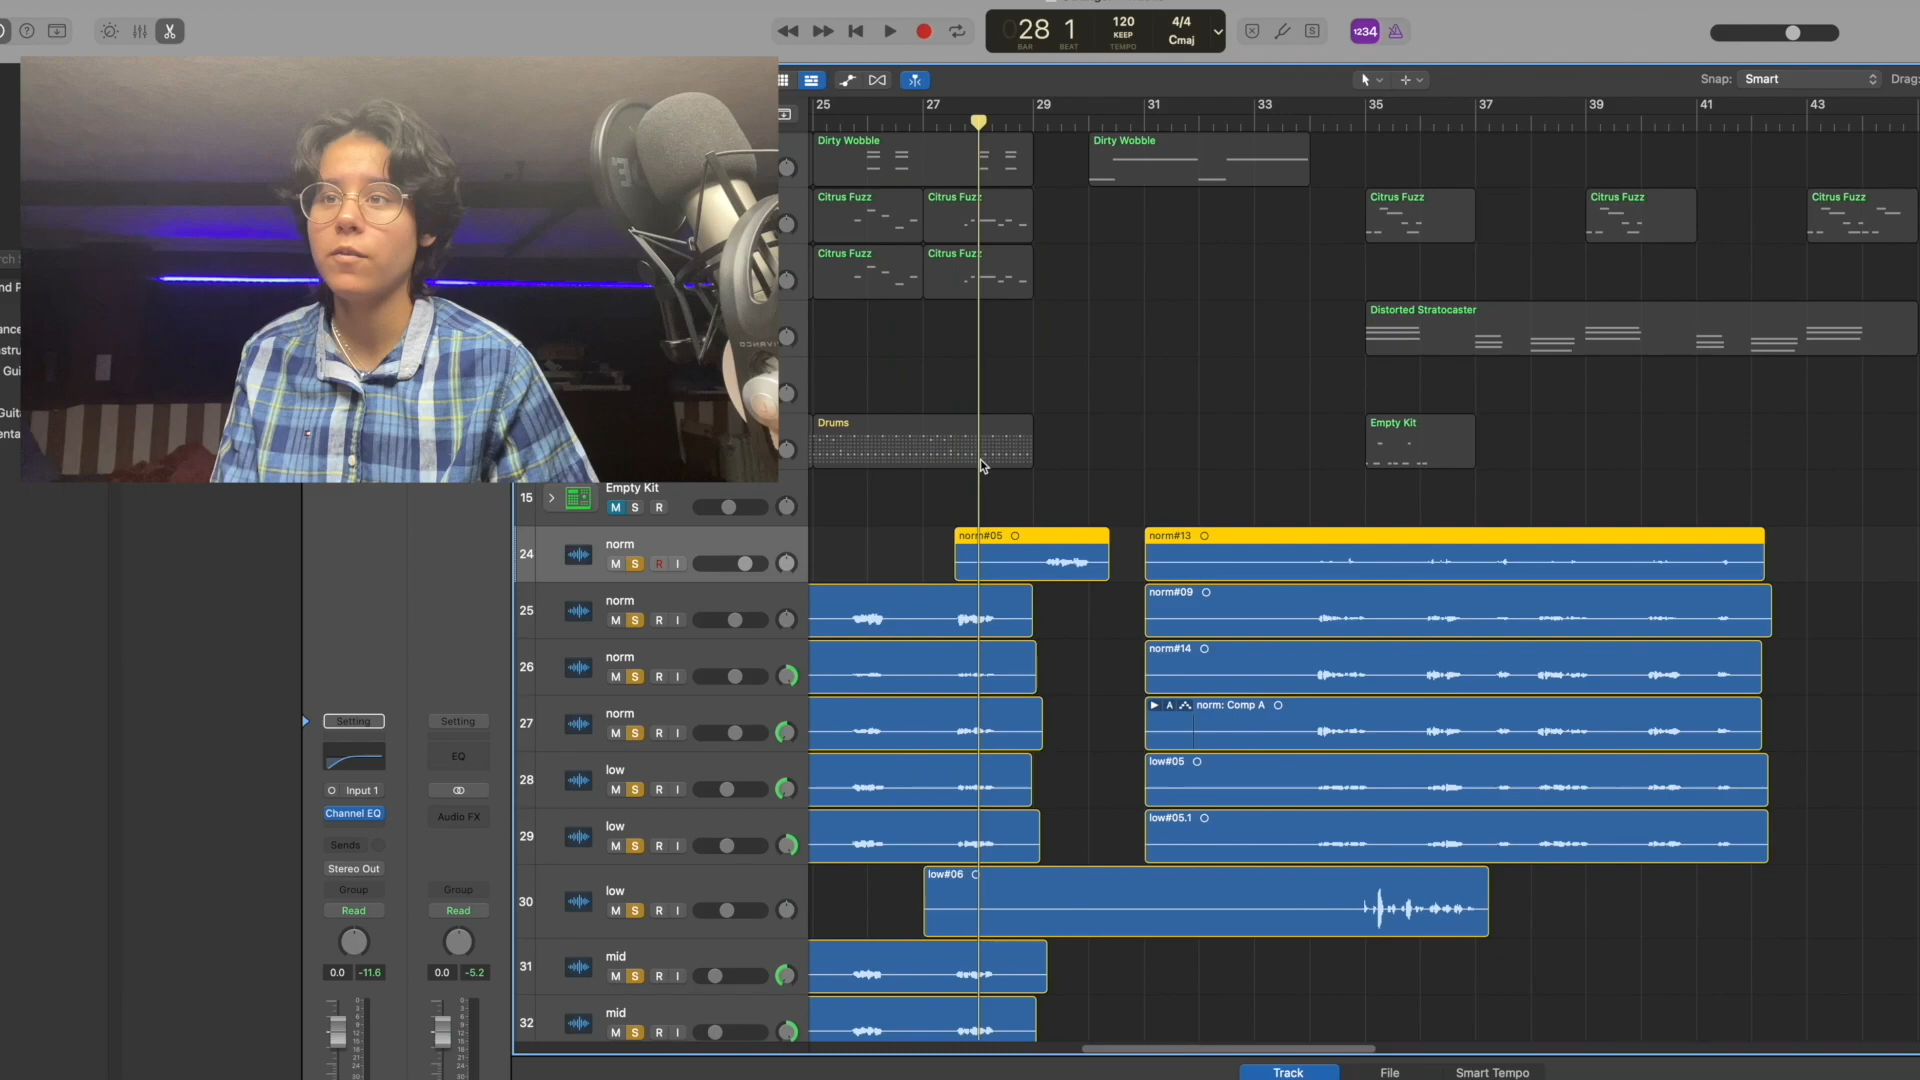 28 1
BAR BEAT
120
KEEP
TEMPO
4/4
Cmaj
S
1234
Snap: Smart
Drag:
25 27 29 31 33 35 37 39 41 43
Dirty Wobble
Dirty Wobble
Citrus Fuzz
Citrus Fuzz
Citrus Fuzz
Citrus Fuzz
Citrus Fuzz
Citrus Fuzz
Citrus Fuzz
Distorted Stratocaster
Drums
Empty Kit
15 Empty Kit
M S R
24 norm
M S R I
norm#05
norm#13
25 norm
M S R I
norm#09
26 norm
M S R I
norm#14
27 norm
M S R I
A norm: Comp A
28 low
M S R I
low#05
29 low
M S R I
low#05.1
30 low
M S R I
low#06
31 mid
M S R I
32 mid
M S R I
Setting
Input 1
Channel EQ
Sends
Stereo Out
Group
Read
0.0 -11.6
Setting
EQ
Audio FX
Group
Read
0.0 -5.2
Track File Smart Tempo